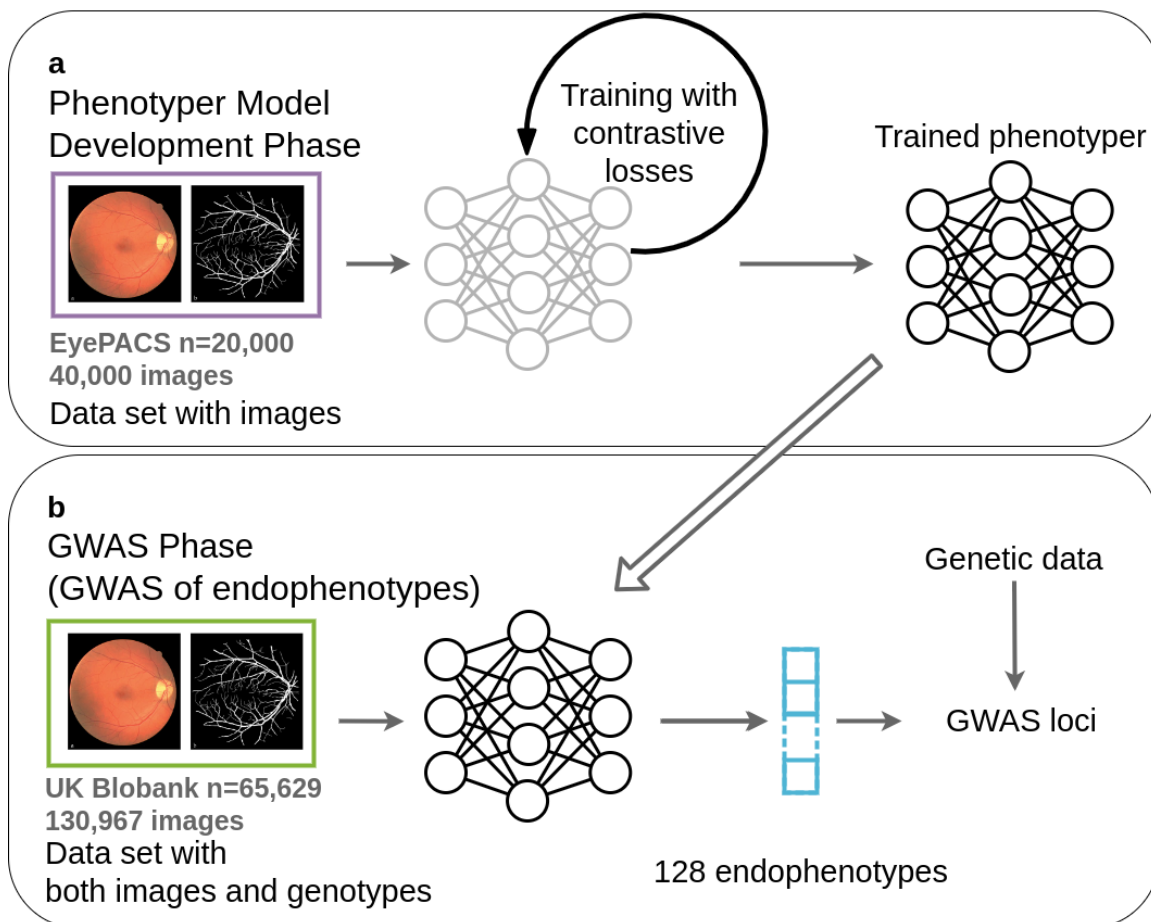 a
Phenotyper Model
Development Phase
Training with
contrastive
losses
Trained phenotyper
EyePACS n=20,000
40,000 images
Data set with images
b
GWAS Phase
(GWAS of endophenotypes)
Genetic data
GWAS loci
UK Blobank n=65,629
130,967 images
Data set with
both images and genotypes
128 endophenotypes